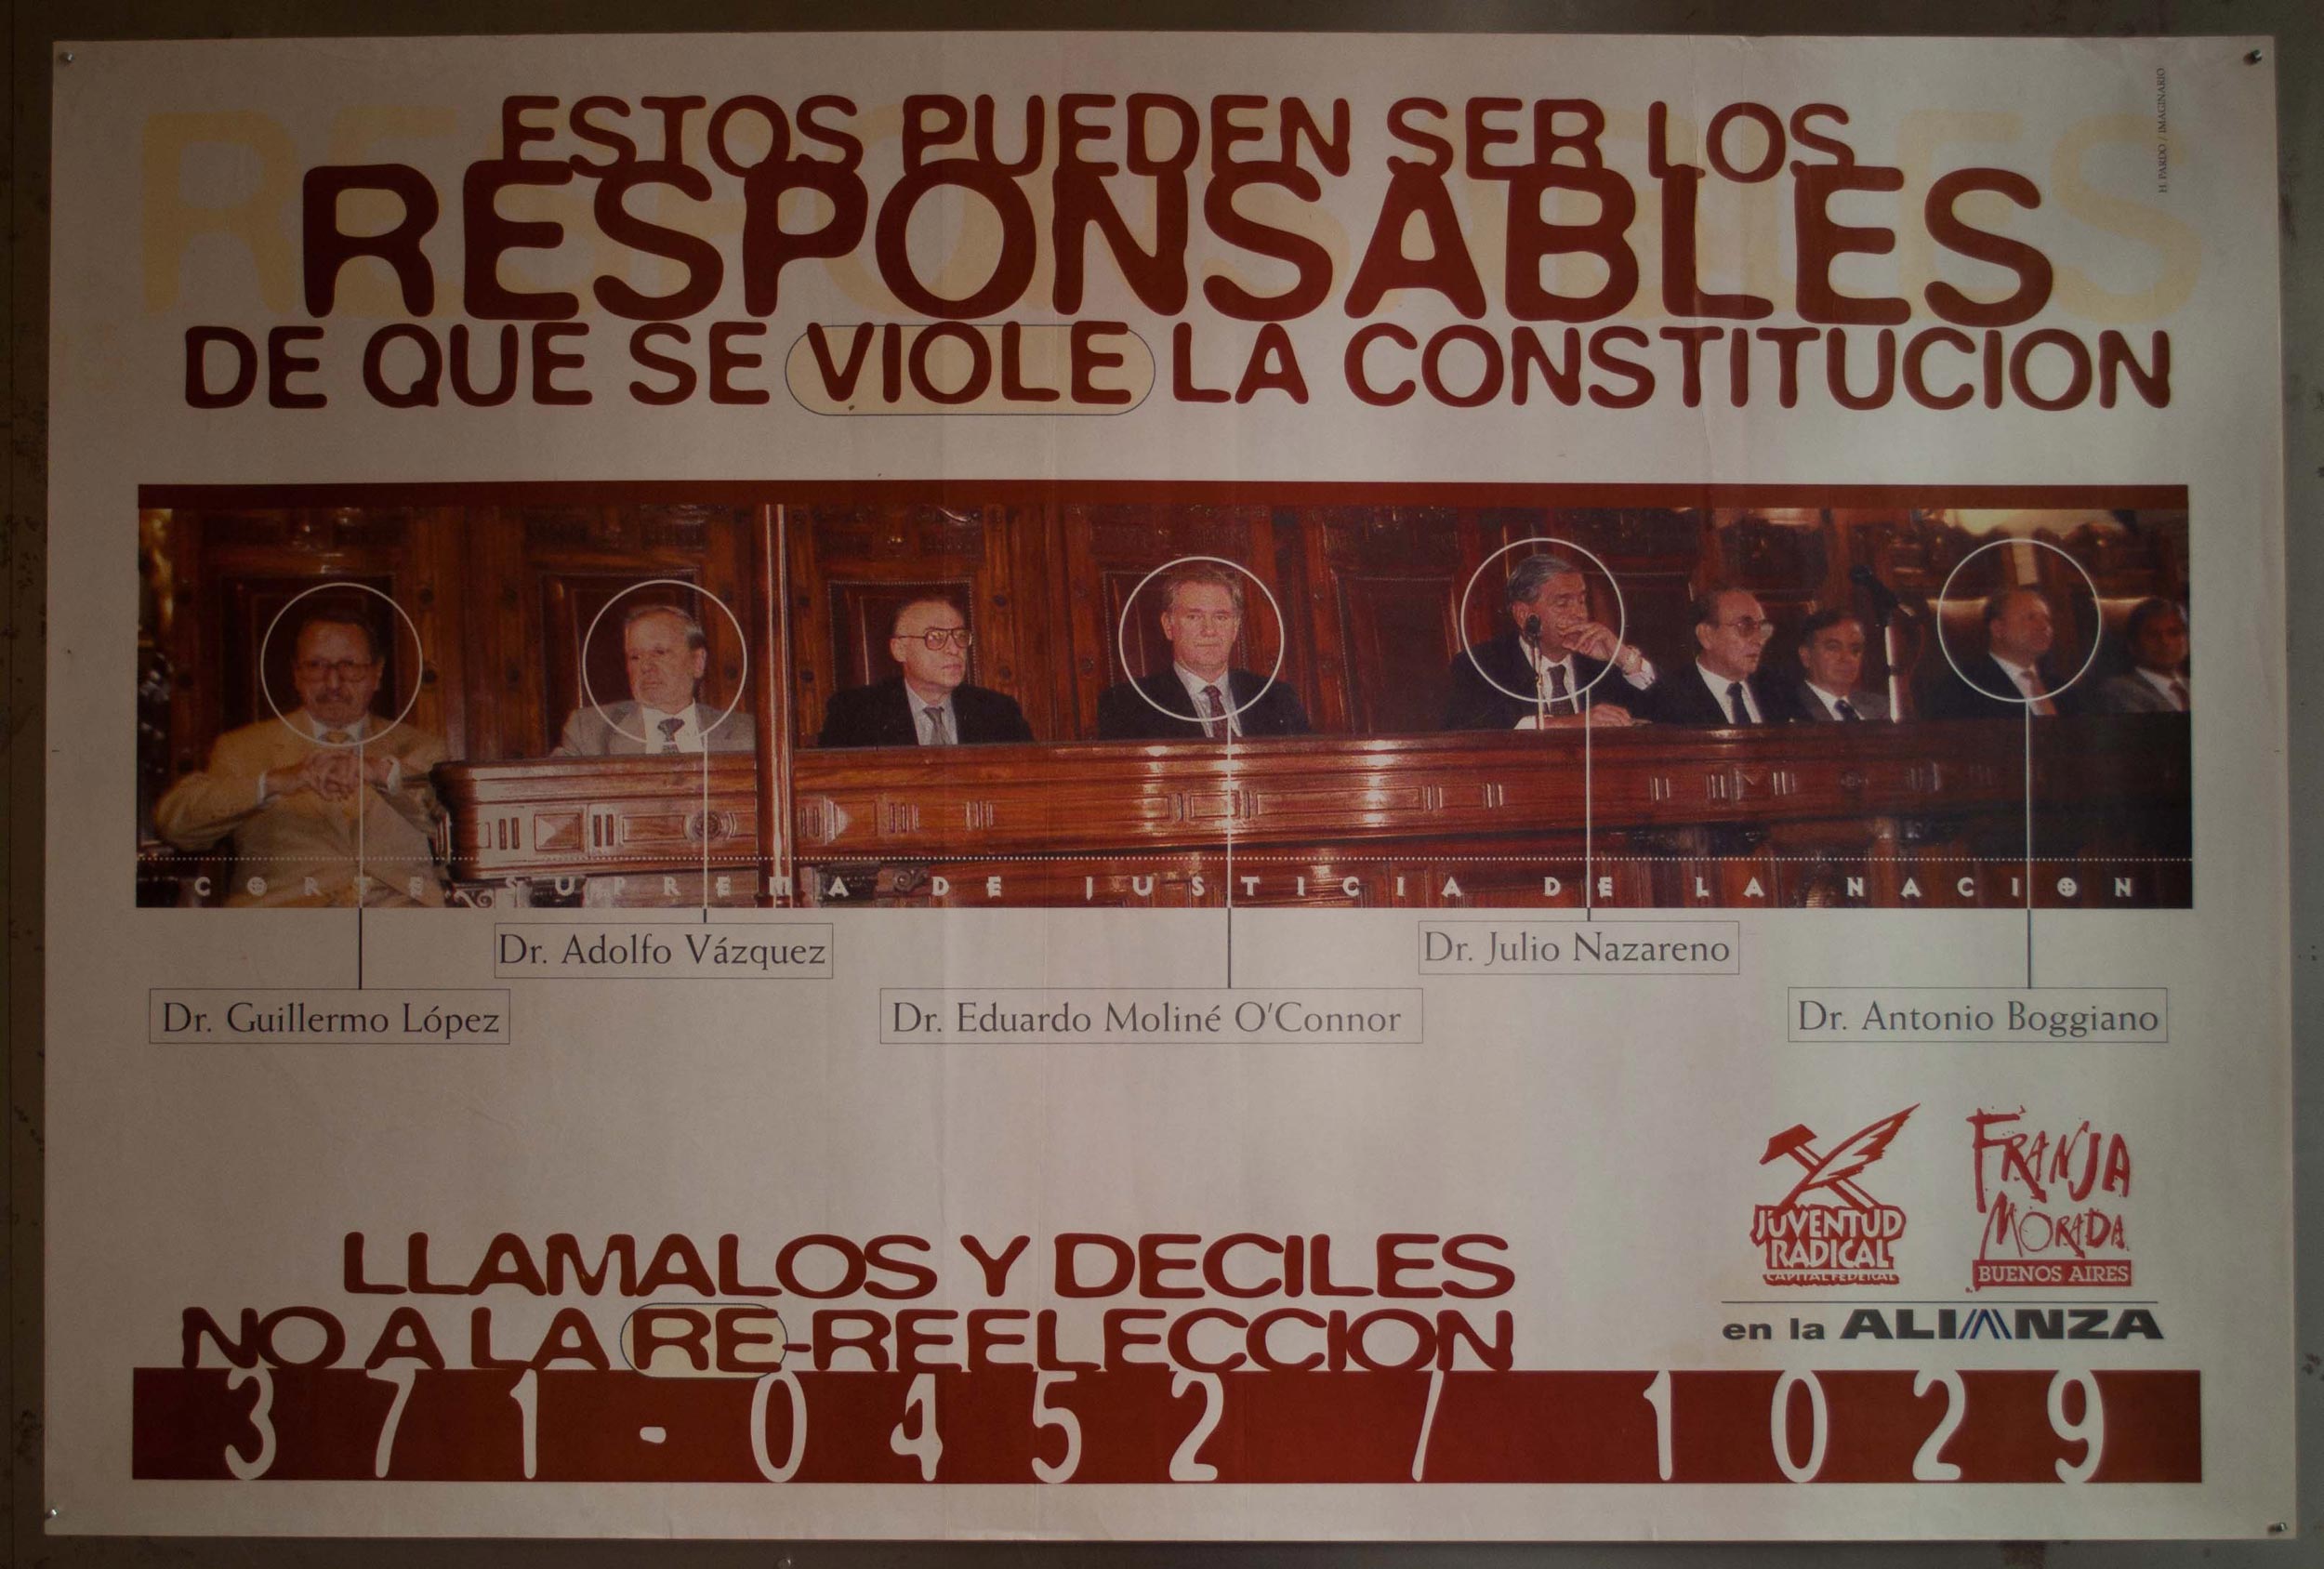 ESTOS PUEDEN SER LOS
RESPONSABLES
DE QUE SE VIOLE LA CONSTITUCION
H. PARDO / IMAGINARIO
CORTE SUPREMA DE JUSTICIA DE LA NACION
Dr. Adolfo Vázquez
Dr. Julio Nazareno
Dr. Guillermo López
Dr. Eduardo Moliné O'Connor
Dr. Antonio Boggiano
LLAMALOS Y DECILES
NO A LA RE-REELECCION
371-0452 / 1029
JUVENTUD
RADICAL
CAPITAL FEDERAL
FRANJA
MORADA
BUENOS AIRES
en la ALIANZA